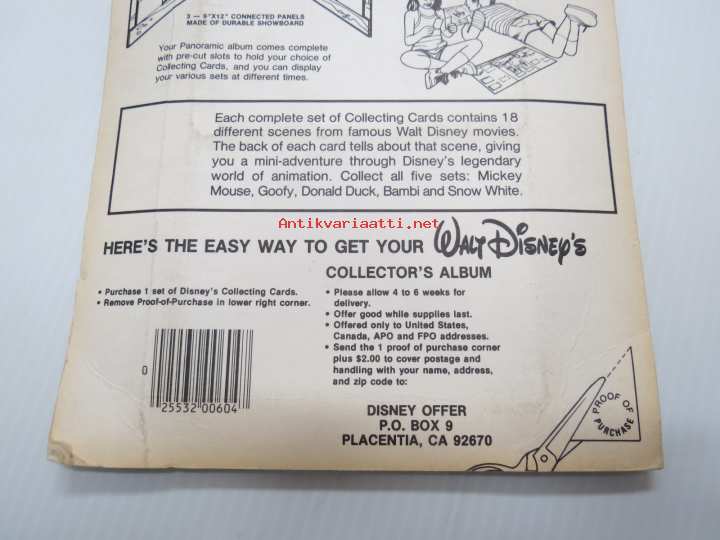 3 — 9"X12" CONNECTED PANELS
MADE OF DURABLE SHOWBOARD
Your Panoramic album comes complete
with pre-cut slots to hold your choice of
Collecting Cards, and you can display
your various sets at different times.
Each complete set of Collecting Cards contains 18
different scenes from famous Walt Disney movies.
The back of each card tells about that scene, giving
you a mini-adventure through Disney's legendary
world of animation. Collect all five sets: Mickey
Mouse, Goofy, Donald Duck, Bambi and Snow White.
Antikvariaatti.net
HERE'S THE EASY WAY TO GET YOUR WALT DISNEY'S
COLLECTOR'S ALBUM
• Purchase 1 set of Disney's Collecting Cards.
• Remove Proof-of-Purchase in lower right corner.
• Please allow 4 to 6 weeks for
delivery.
• Offer good while supplies last.
• Offered only to United States,
Canada, APO and FPO addresses.
• Send the 1 proof of purchase corner
plus $2.00 to cover postage and
handling with your name, address,
and zip code to:
0
25532 00604
DISNEY OFFER
P.O. BOX 9
PLACENTIA, CA 92670
PROOF OF
PURCHASE